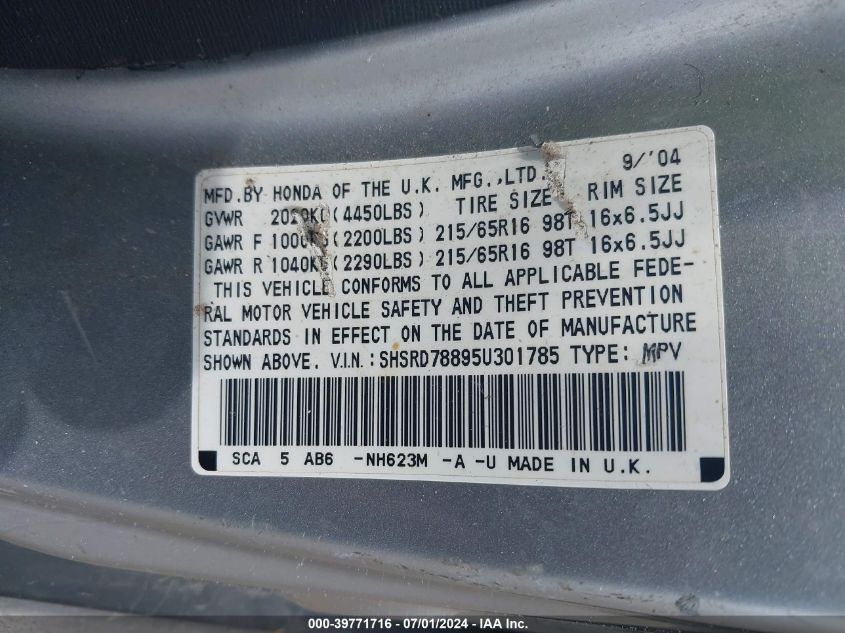 9/'04
MFD.BY HONDA OF THE U.K. MFG.,LTD.
GVWR 2020KG(4450LBS) TIRE SIZE RIM SIZE
GAWR F 1000KG(2200LBS) 215/65R16 98T 16x6.5JJ
GAWR R 1040KG(2290LBS) 215/65R16 98T 16x6.5JJ
THIS VEHICLE CONFORMS TO ALL APPLICABLE FEDE-
RAL MOTOR VEHICLE SAFETY AND THEFT PREVENTION
STANDARDS IN EFFECT ON THE DATE OF MANUFACTURE
SHOWN ABOVE. V.I.N.:SHSRD78895U301785 TYPE: MPV
SCA 5 AB6 -NH623M -A -U MADE IN U.K.
000-39771716 - 07/01/2024 - IAA Inc.